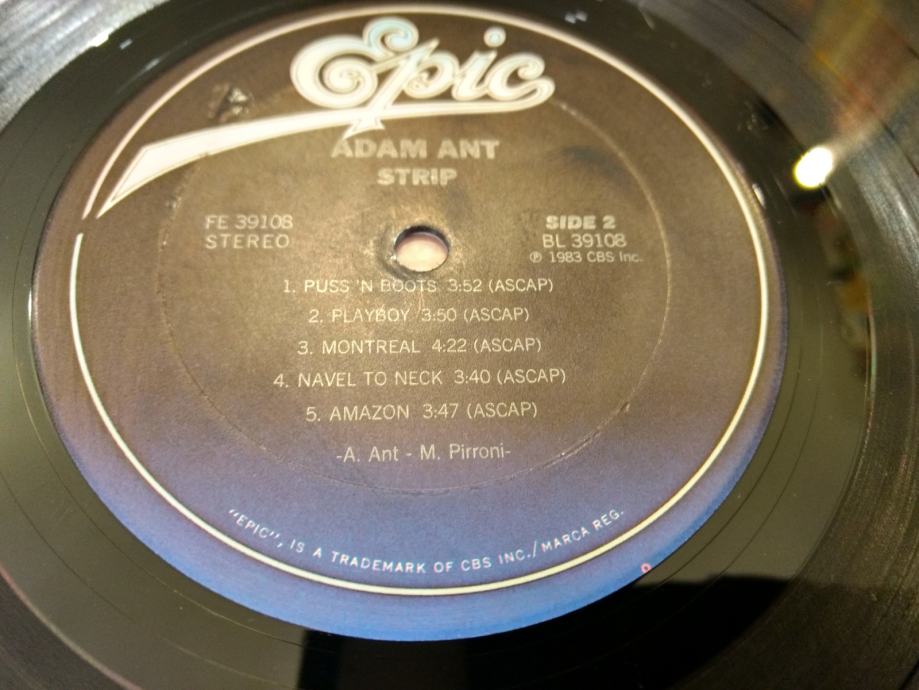 Epic
ADAM ANT
STRIP
FE 39108
STEREO
SIDE 2
BL 39108
℗ 1983 CBS Inc.
1. PUSS 'N BOOTS 3:52 (ASCAP)
2. PLAYBOY 3:50 (ASCAP)
3. MONTREAL 4:22 (ASCAP)
4. NAVEL TO NECK 3:40 (ASCAP)
5. AMAZON 3:47 (ASCAP)
-A. Ant - M. Pirroni-
"EPIC", IS A TRADEMARK OF CBS INC./MARCA REG.